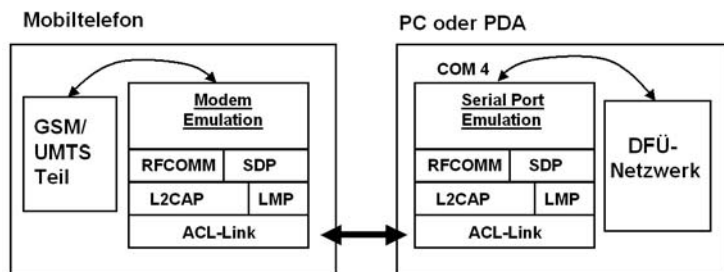 Mobiltelefon
GSM/
UMTS
Teil
Modem
Emulation
RFCOMM
SDP
L2CAP
LMP
ACL-Link
PC oder PDA
COM 4
Serial Port
Emulation
RFCOMM
SDP
L2CAP
LMP
ACL-Link
DFÜ-
Netzwerk